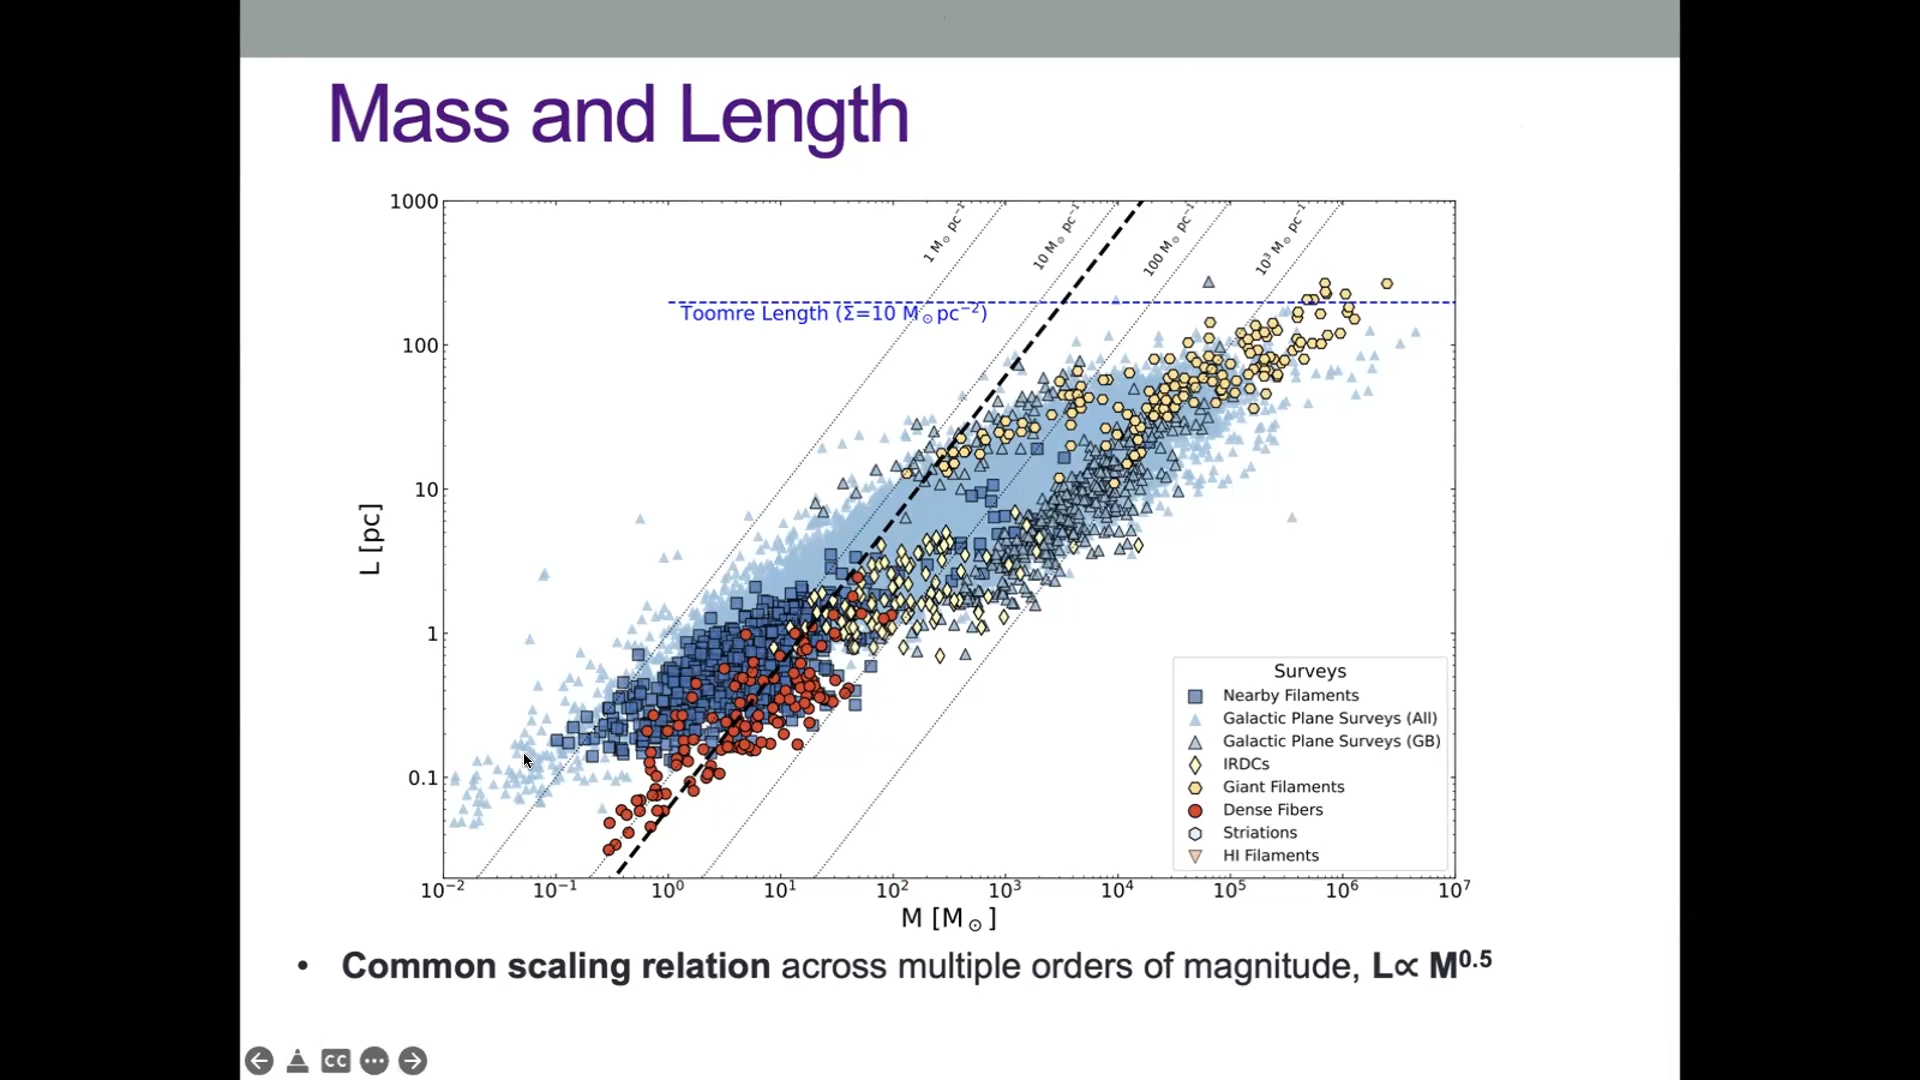 Mass and Length
1000
100
10
1
0.1
L [pc]
1 M⊙ pc⁻¹
10 M⊙ pc⁻¹
100 M⊙ pc⁻¹
10³ M⊙ pc⁻¹
Toomre Length (Σ=10 M⊙pc⁻²)
Surveys
Nearby Filaments
Galactic Plane Surveys (All)
Galactic Plane Surveys (GB)
IRDCs
Giant Filaments
Dense Fibers
Striations
HI Filaments
10⁻² 10⁻¹ 10⁰ 10¹ 10² 10³ 10⁴ 10⁵ 10⁶ 10⁷
M [M⊙]
• Common scaling relation across multiple orders of magnitude, L∝ M⁰·⁵
CC